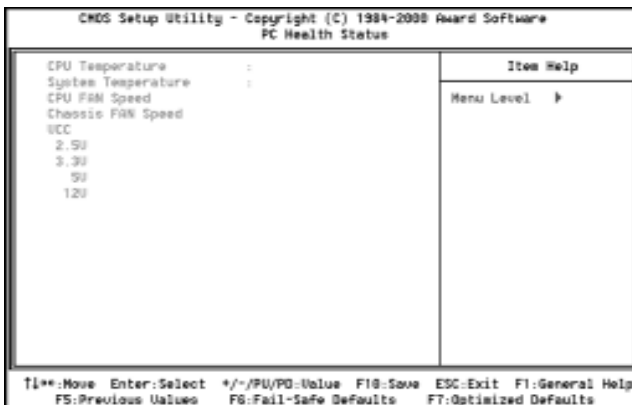 CMOS Setup Utility - Copyright (C) 1984-2000 Award Software
PC Health Status
CPU Temperature :
System Temperature :
CPU FAN Speed
Chassis FAN Speed
VCC
2.5V
3.3V
5V
12V
Item Help
Menu Level ▶
↑↓→←:Move Enter:Select +/-/PU/PD:Value F10:Save ESC:Exit F1:General Help
F5:Previous Values F6:Fail-Safe Defaults F7:Optimized Defaults